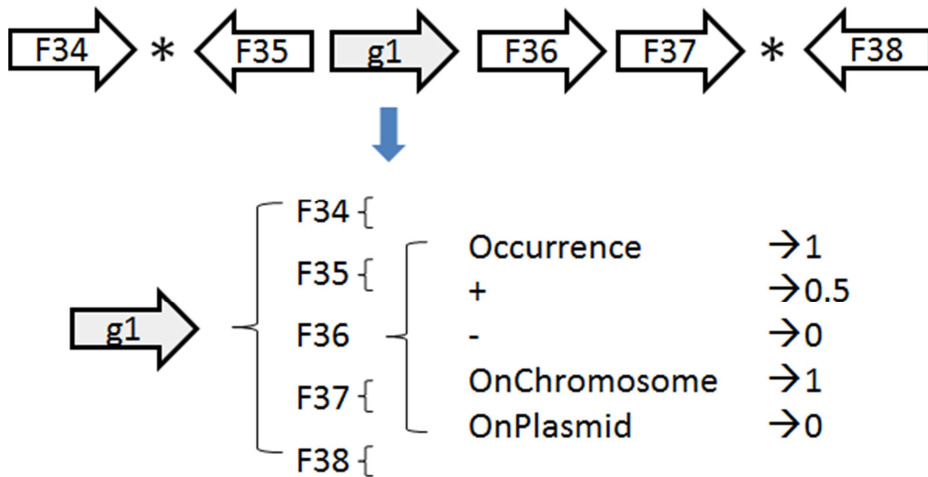 F34 * F35 g1 F36 F37 * F38
F34 {
Occurrence →1
F35 {
+ →0.5
g1
F36
- →0
OnChromosome →1
F37 {
OnPlasmid →0
F38 {